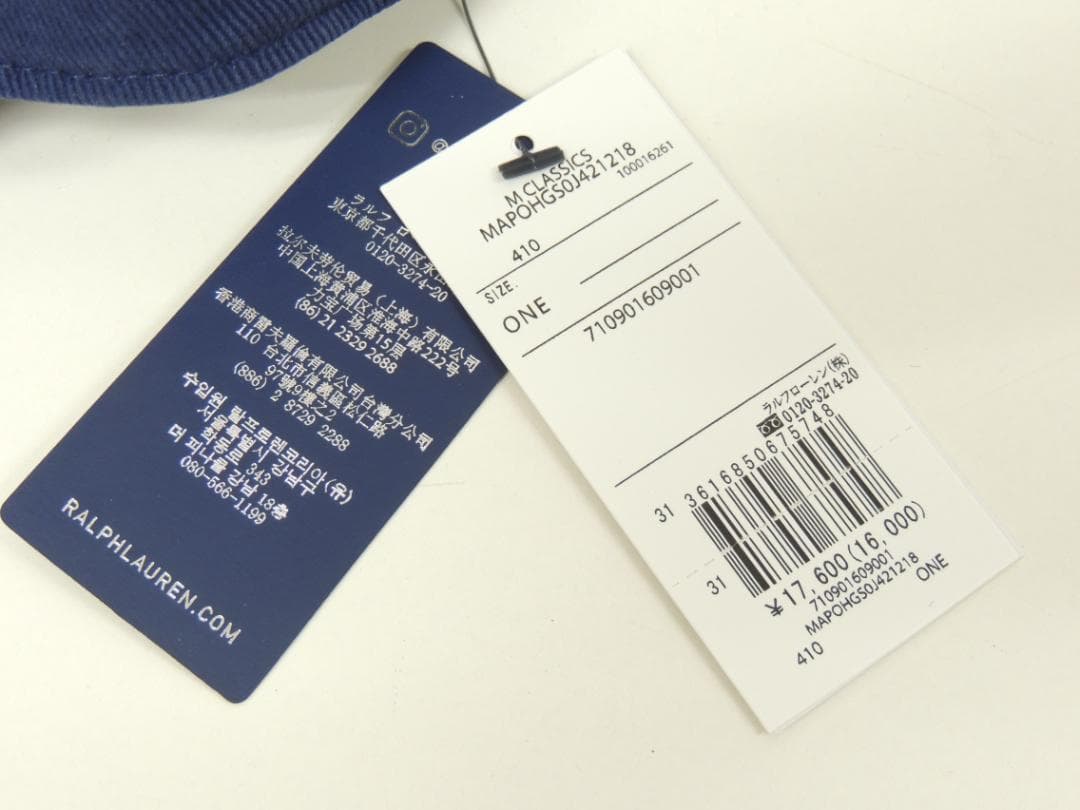 @
ラルフ
東京都千代田区永田
0120-3274-20
拉尔夫劳伦贸易（上海）有限公司
中国上海黄浦区淮海中路222号
力宝广场第15层
(86) 21 2329 2688
香港商雷夫羅倫有限公司台灣分公司
110 台北市信義區松仁路
97號9樓之2
(886) 2 8729 2288
수입원 랄프로렌코리아(유)
서울특별시 강남구
학동로 343
더 피나클 강남 18층
080-566-1199
RALPHLAUREN.COM
M CLASSICS
MAPOHGS0J421218
100016261
410
SIZE:
ONE
710901609001
ラルフローレン(株)
0120-3274-20
31 3616850675748
31
¥17,600(16,000)
710901609001
MAPOHGS0J421218
410 ONE